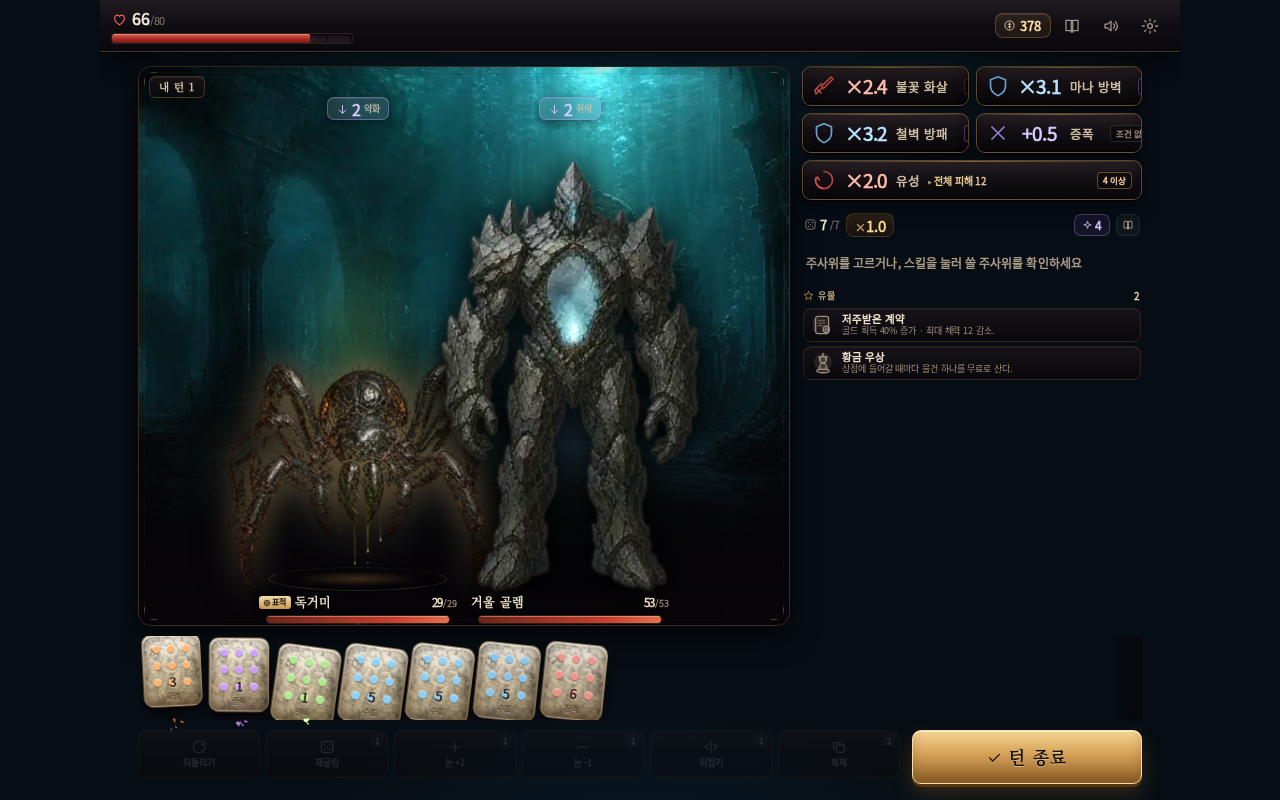 66/80
378
내 턴 1
2 약화
2 취약
×2.4 불꽃 화살
×3.1 마나 방벽
×3.2 철벽 방패
+0.5 증폭 조건 없
×2.0 유성 ▸전체 피해 12 4 이상
7/7 ×1.0
4
주사위를 고르거나, 스킬을 눌러 쓸 주사위를 확인하세요
유물 2
저주받은 계약
골드 획득 40% 증가 · 최대 체력 12 감소.
황금 우상
상점에 들어갈 때마다 물건 하나를 무료로 산다.
표적 독거미 29/29
거울 골렘 53/53
3
1
1
5
5
5
6
되돌리기
재굴림 1
눈 +1 1
눈 -1 1
뒤집기 1
복제 2
턴 종료